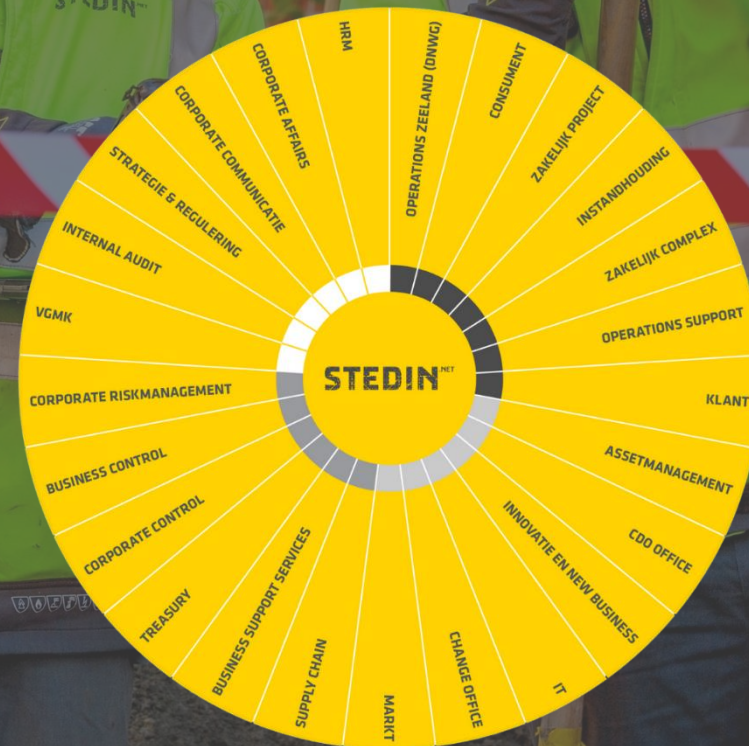 STEDIN.NET
HRM
OPERATIONS ZEELAND (DNWG)
CONSUMENT
ZAKELIJK PROJECT
INSTANDHOUDING
ZAKELIJK COMPLEX
OPERATIONS SUPPORT
KLANT
ASSETMANAGEMENT
CDO OFFICE
INNOVATIE EN NEW BUSINESS
IT
CHANGE OFFICE
MARKT
SUPPLY CHAIN
BUSINESS SUPPORT SERVICES
TREASURY
CORPORATE CONTROL
BUSINESS CONTROL
CORPORATE RISKMANAGEMENT
VGMK
INTERNAL AUDIT
STRATEGIE & REGULERING
CORPORATE COMMUNICATIE
CORPORATE AFFAIRS
STEDIN.NET